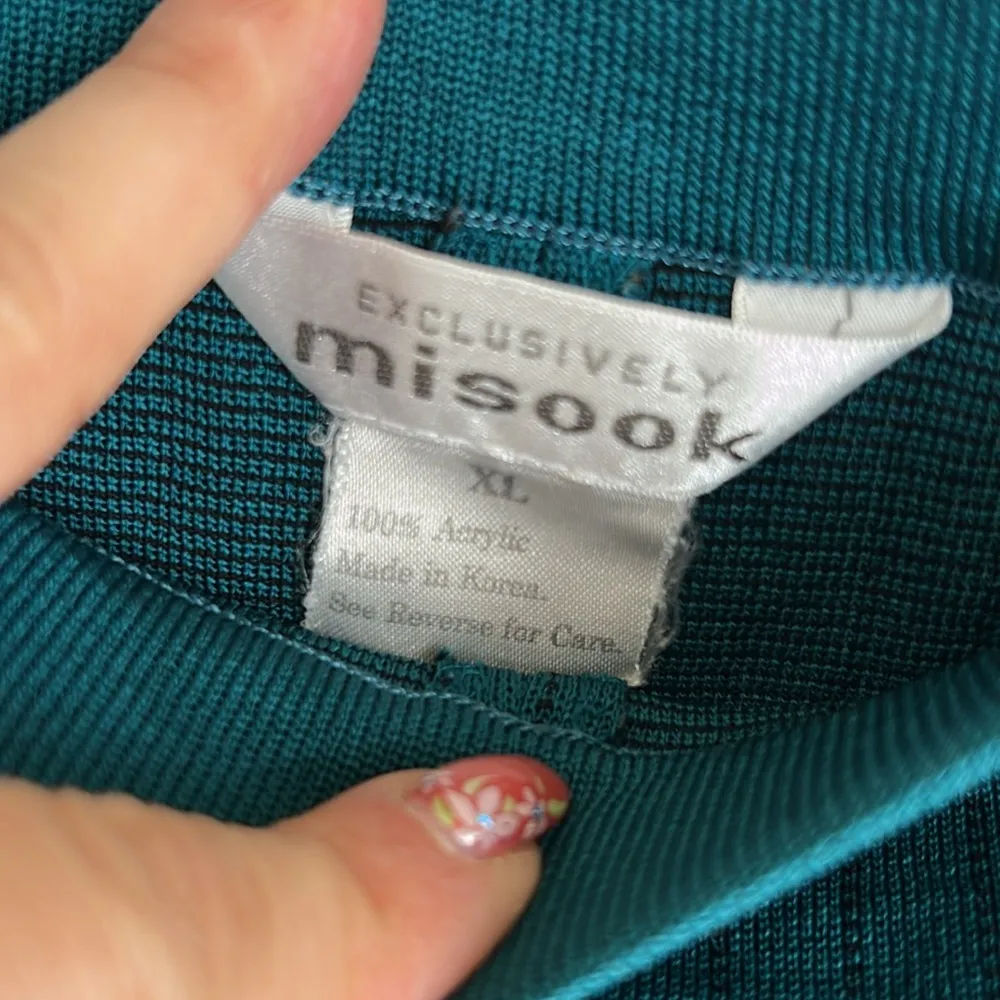 EXCLUSIVELY
misook
XL
100% Acrylic
Made in Korea.
See Reverse for Care.